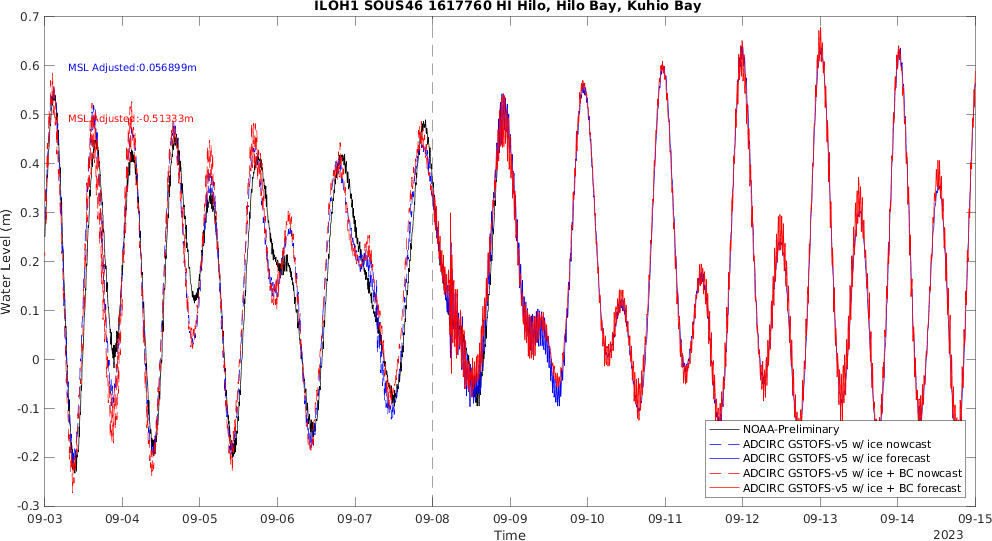 ILOH1 SOUS46 1617760 HI Hilo, Hilo Bay, Kuhio Bay
0.7
0.6
0.5
0.4
0.3
0.2
0.1
0
-0.1
-0.2
-0.3
Water Level (m)
MSL Adjusted:0.056899m
MSL Adjusted:-0.51333m
NOAA-Preliminary
ADCIRC GSTOFS-v5 w/ ice nowcast
ADCIRC GSTOFS-v5 w/ ice forecast
ADCIRC GSTOFS-v5 w/ ice + BC nowcast
ADCIRC GSTOFS-v5 w/ ice + BC forecast
09-03 09-04 09-05 09-06 09-07 09-08 09-09 09-10 09-11 09-12 09-13 09-14 09-15
Time
2023